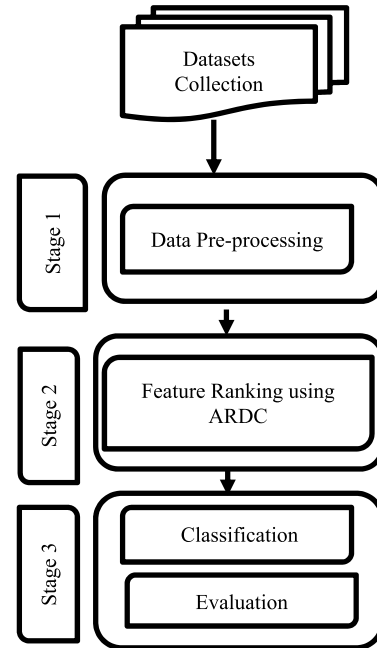 Datasets
Collection
Stage 1
Data Pre-processing
Stage 2
Feature Ranking using
ARDC
Stage 3
Classification
Evaluation